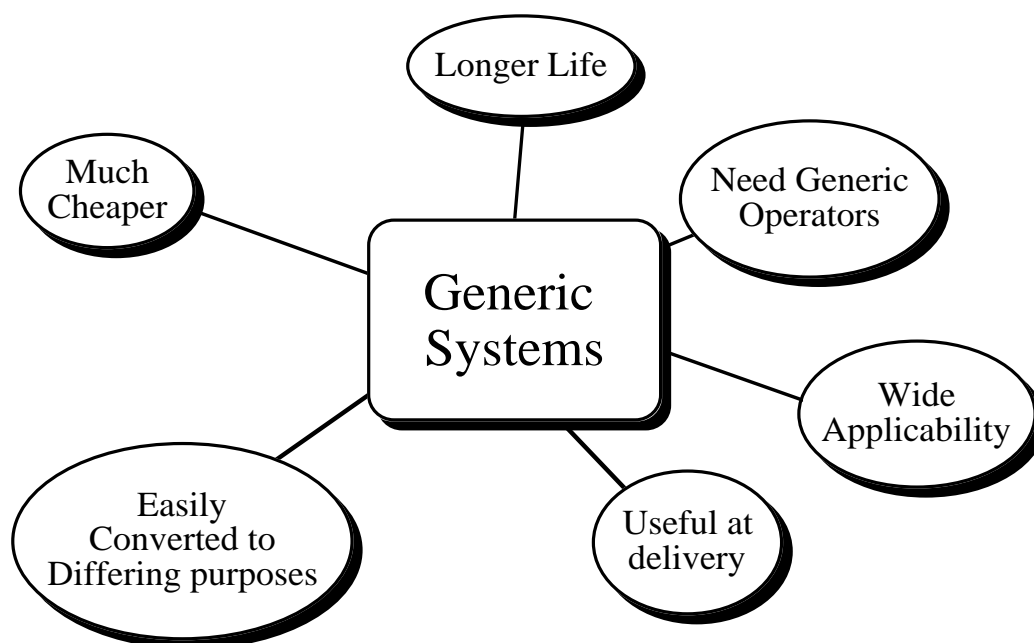 Longer Life
Much
Cheaper
Need Generic
Operators
Generic
Systems
Wide
Applicability
Easily
Converted to
Differing purposes
Useful at
delivery